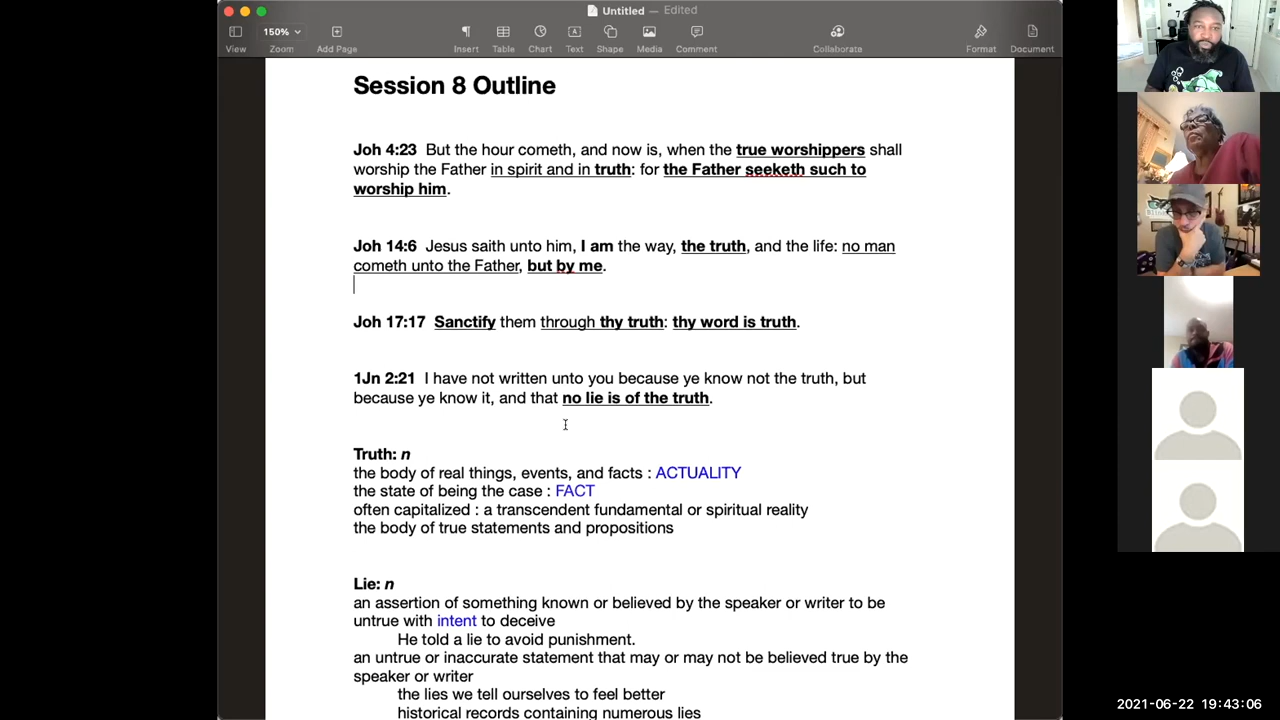 Untitled — Edited
150%
View
Zoom
Add Page
Insert
Table
Chart
Text
Shape
Media
Comment
Collaborate
Format
Document
Session 8 Outline
Joh 4:23 But the hour cometh, and now is, when the true worshippers shall
worship the Father in spirit and in truth: for the Father seeketh such to
worship him.
Joh 14:6 Jesus saith unto him, I am the way, the truth, and the life: no man
cometh unto the Father, but by me.
Joh 17:17 Sanctify them through thy truth: thy word is truth.
1Jn 2:21 I have not written unto you because ye know not the truth, but
because ye know it, and that no lie is of the truth.
Truth: n
the body of real things, events, and facts : ACTUALITY
the state of being the case : FACT
often capitalized : a transcendent fundamental or spiritual reality
the body of true statements and propositions
Lie: n
an assertion of something known or believed by the speaker or writer to be
untrue with intent to deceive
He told a lie to avoid punishment.
an untrue or inaccurate statement that may or may not be believed true by the
speaker or writer
the lies we tell ourselves to feel better
historical records containing numerous lies
2021-06-22 19:43:06